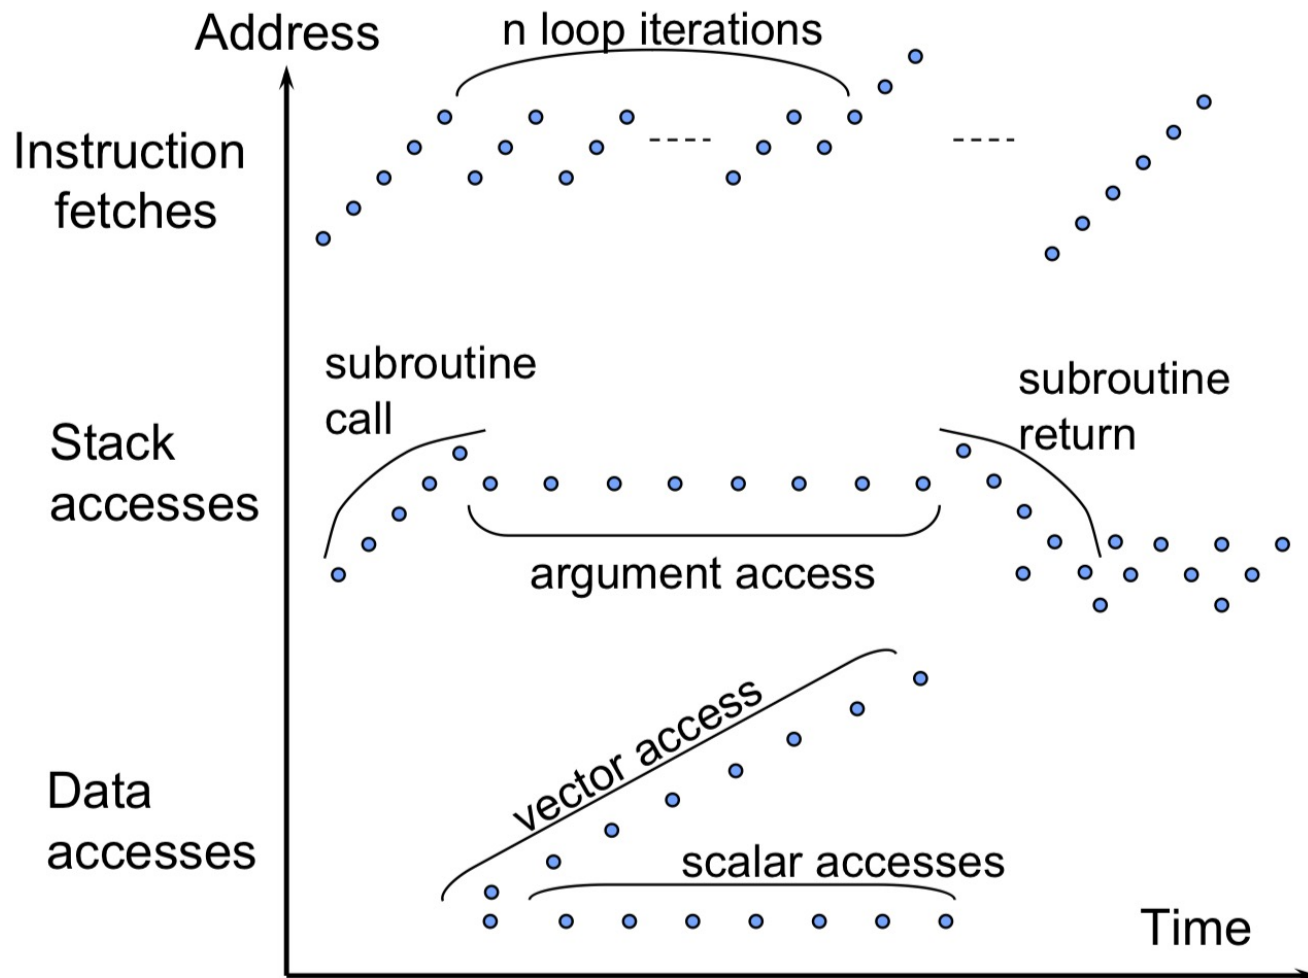 Address
n loop iterations
Instruction
fetches
subroutine
call
subroutine
return
Stack
accesses
argument access
vector access
Data
accesses
scalar accesses
Time